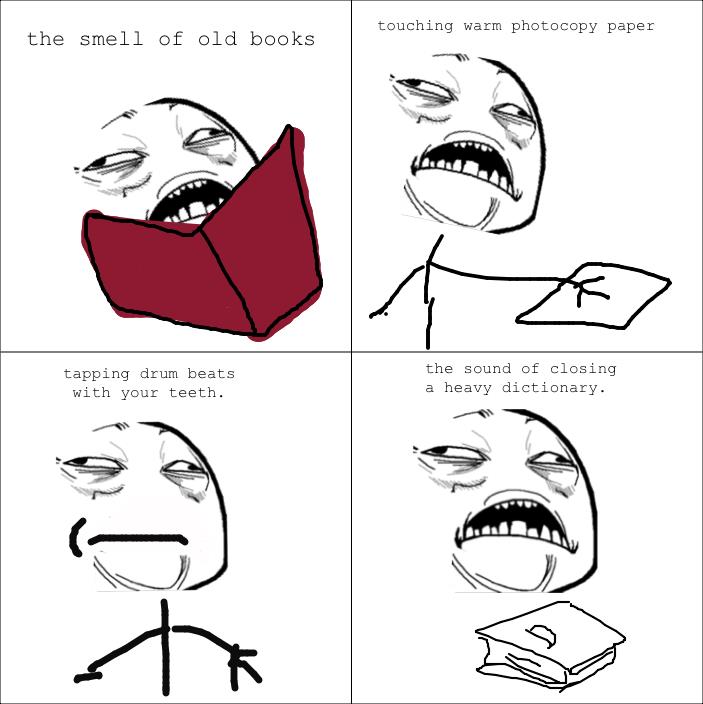 the smell of old books
touching warm photocopy paper
tapping drum beats
with your teeth.
the sound of closing
a heavy dictionary.